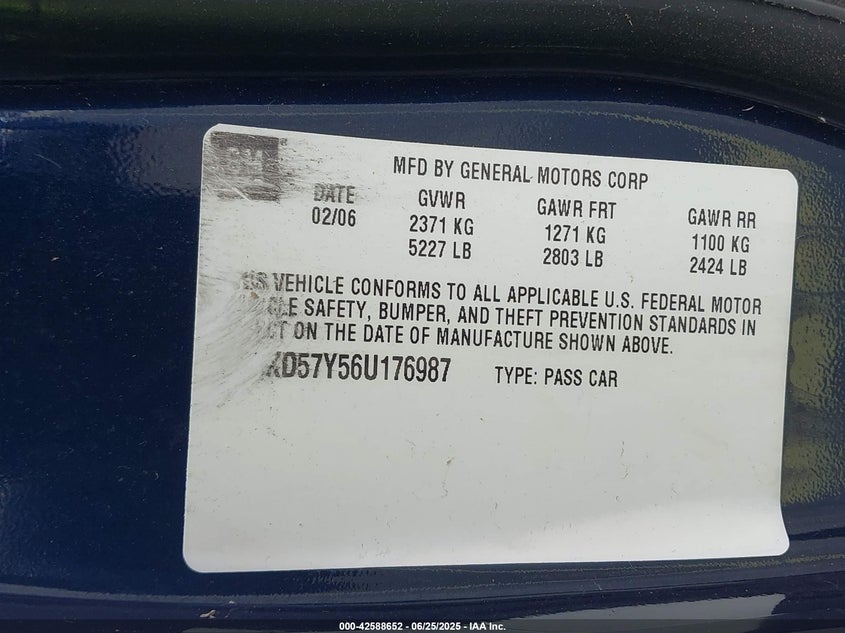 GM
MFD BY GENERAL MOTORS CORP
DATE GVWR GAWR FRT GAWR RR
02/06 2371 KG 1271 KG 1100 KG
5227 LB 2803 LB 2424 LB
VEHICLE CONFORMS TO ALL APPLICABLE U.S. FEDERAL MOTOR
SAFETY, BUMPER, AND THEFT PREVENTION STANDARDS IN
ON THE DATE OF MANUFACTURE SHOWN ABOVE.
XD57Y56U176987 TYPE: PASS CAR
000-42588652 - 06/25/2025 - IAA Inc.